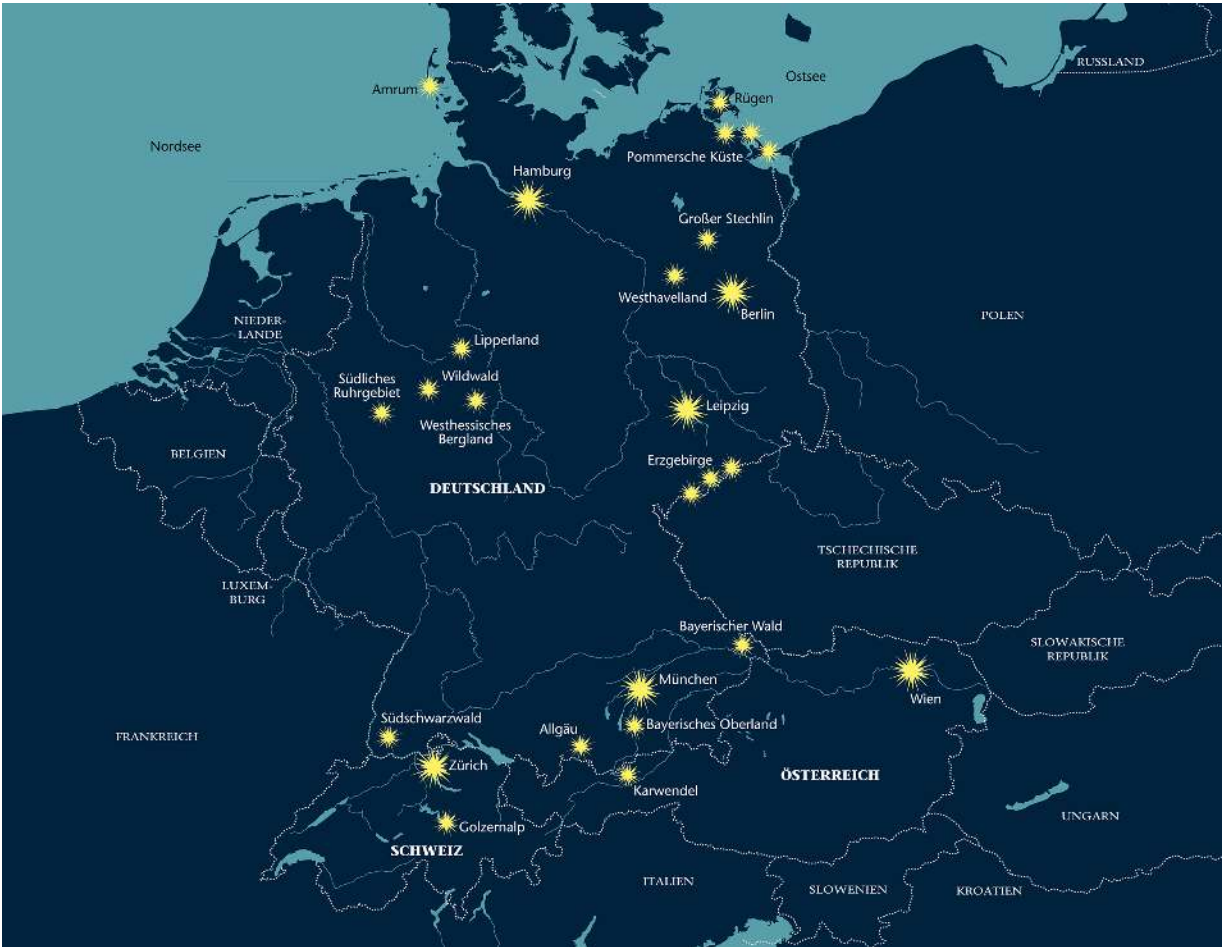 RUSSLAND
Ostsee
Amrum
Rügen
Nordsee
Pommersche Küste
Hamburg
Großer Stechlin
Westhavelland
Berlin
POLEN
NIEDER-
LANDE
Lipperland
Südliches
Ruhrgebiet
Wildwald
Westhessisches
Bergland
Leipzig
BELGIEN
Erzgebirge
DEUTSCHLAND
TSCHECHISCHE
REPUBLIK
LUXEM-
BURG
Bayerischer Wald
SLOWAKISCHE
REPUBLIK
München
Wien
Südschwarzwald
Allgäu
Bayerisches Oberland
FRANKREICH
Zürich
ÖSTERREICH
Karwendel
UNGARN
Golzernalp
SCHWEIZ
ITALIEN
SLOWENIEN
KROATIEN